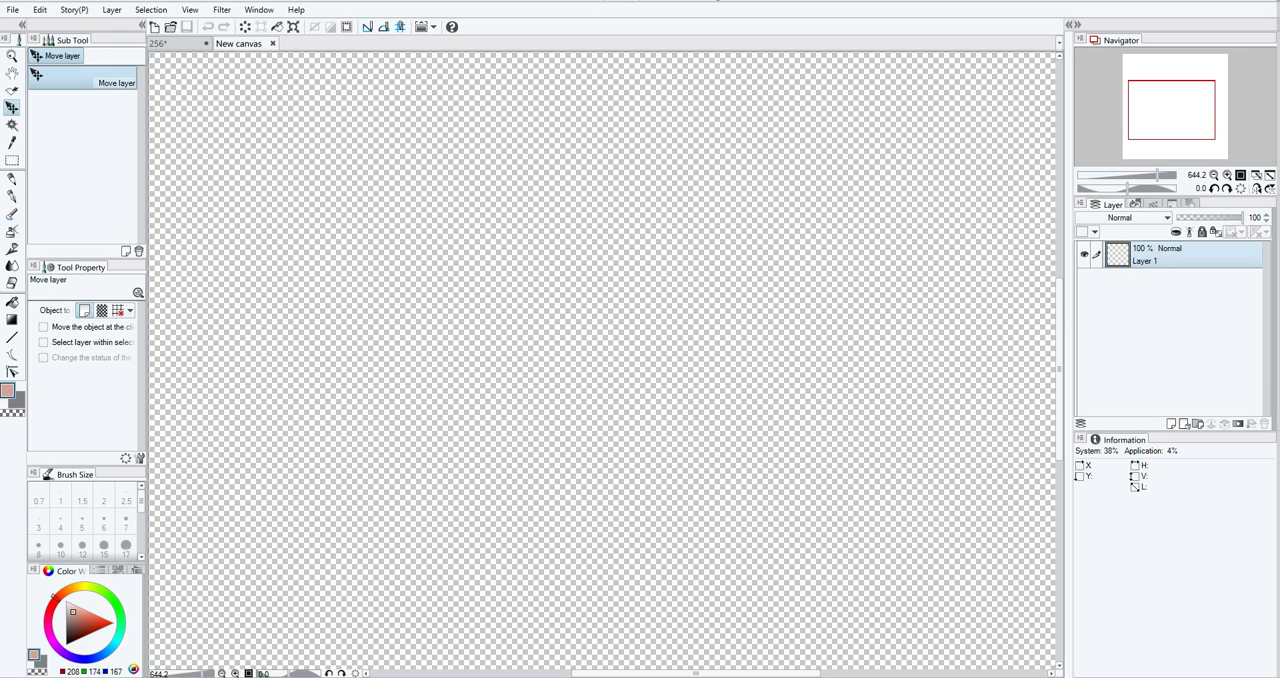 File Edit Story(P) Layer Selection View Filter Window Help
Sub Tool
256*
New canvas
Navigator
Move layer
Move layer
644.2
0.0
Layer
Normal
100
100 % Normal
Layer 1
Tool Property
Move layer
Object to
Move the object at the cli
Select layer within selec
Change the status of the
Information
System: 38% Application: 4%
X H:
Y: V:
L:
Brush Size
0.7 1 1.5 2 2.5
3 4 5 6 7
8 10 12 15 17
Color W
208 174 167
644.2
0.0